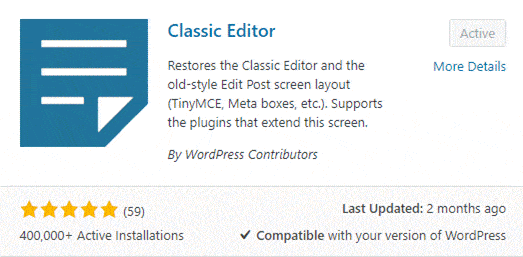 Classic Editor
Active
Restores the Classic Editor and the
More Details
old-style Edit Post screen layout
(TinyMCE, Meta boxes, etc.). Supports
the plugins that extend this screen.
By WordPress Contributors
(59)
Last Updated: 2 months ago
400,000+ Active Installations
Compatible with your version of WordPress